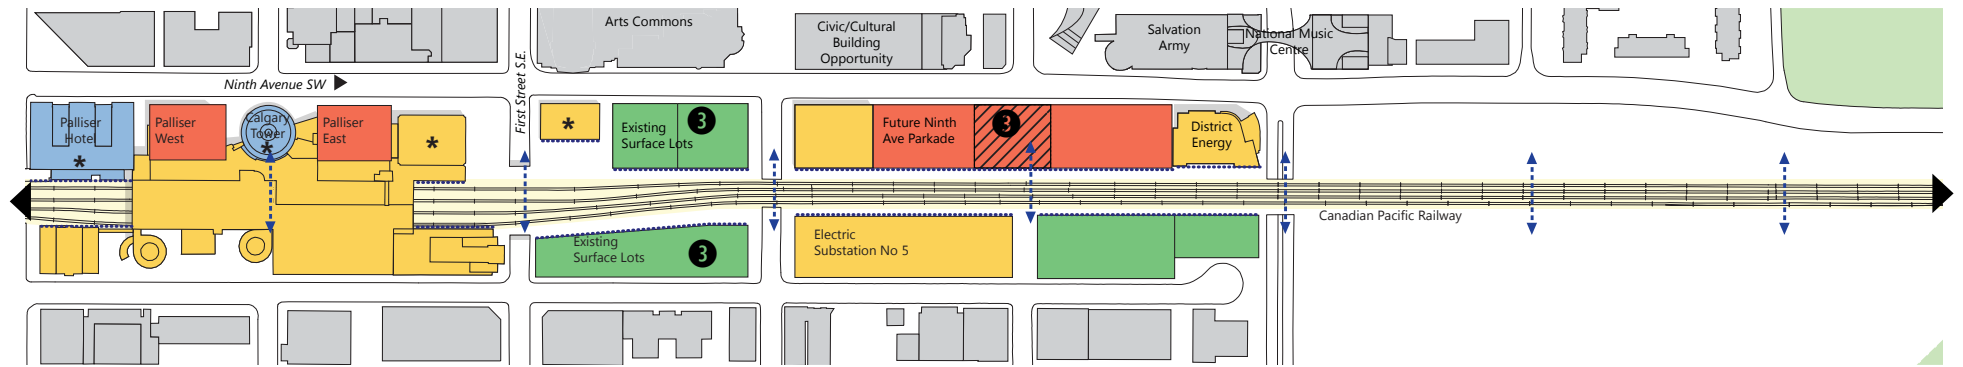 Arts Commons
Civic/Cultural
Building
Opportunity
Salvation
Army
National Music
Centre
Ninth Avenue SW
First Street S.E.
Palliser
Hotel
*
Palliser
West
Calgary
Tower
*
Palliser
East
*
*
Existing
Surface Lots
3
Future Ninth
Ave Parkade
3
District
Energy
Canadian Pacific Railway
Existing
Surface Lots
3
Electric
Substation No 5